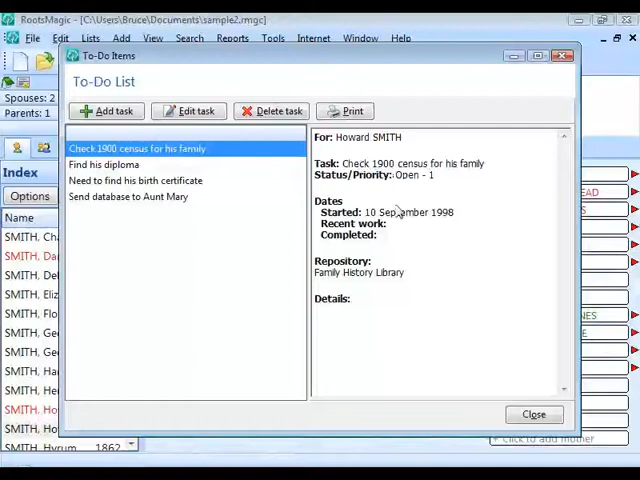 RootsMagic - [C:\Users\Bruce\Documents\sample2.rmgc]
File Edit View Lists Add Search Reports Tools Internet Window Help
To-Do Items
To-Do List
Add task Edit task Delete task Print
Spouses: 2
Parents: 1
Index
Options
Name
SMITH, Cha
SMITH, Da
SMITH, Del
SMITH, Eliz
SMITH, Flo
SMITH, Geo
SMITH, Geo
SMITH, Ha
SMITH, He
SMITH, Ho
SMITH, Ho
SMITH, Hyrum 1862
Check 1900 census for his family
Find his diploma
Need to find his birth certificate
Send database to Aunt Mary
For: Howard SMITH
Task: Check 1900 census for his family
Status/Priority: Open - 1
Dates
Started: 10 September 1998
Recent work:
Completed:
Repository:
Family History Library
Details:
Close
EAD
S
NES
+ Click to add mother